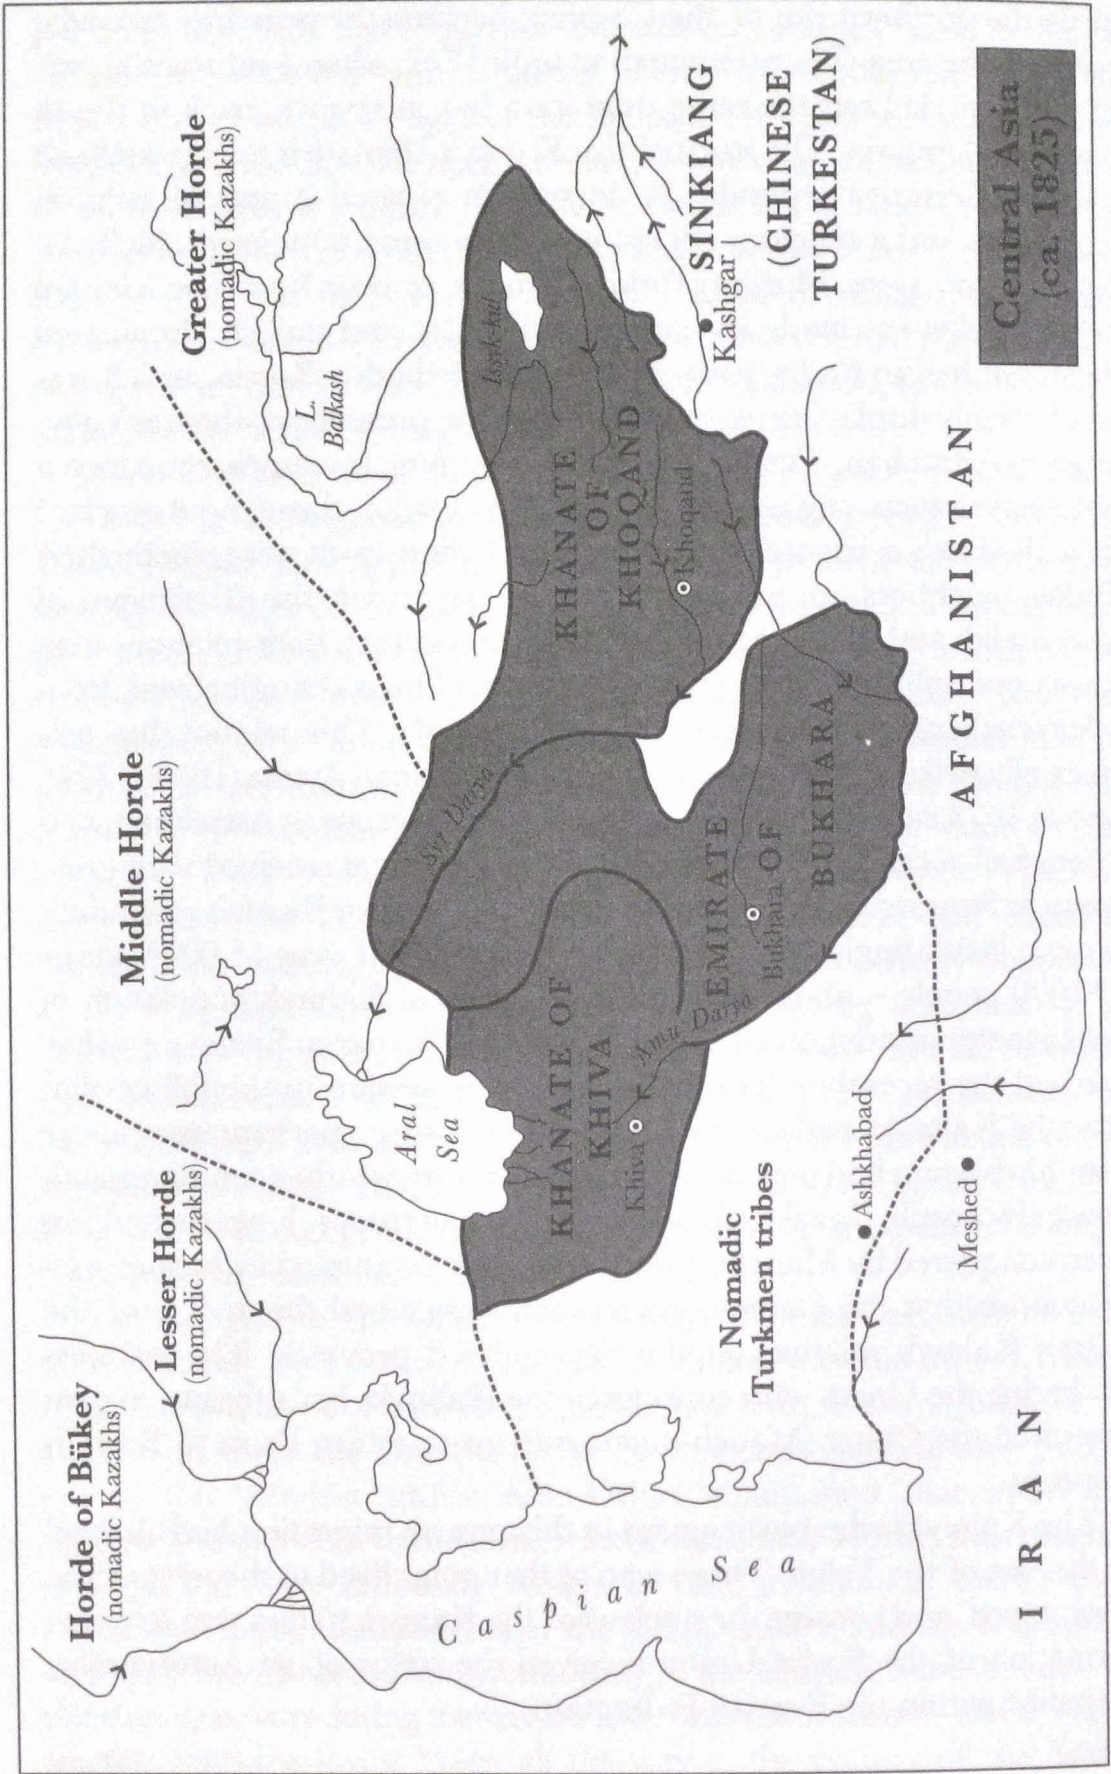 Horde of Bükey
(nomadic Kazakhs)
Lesser Horde
(nomadic Kazakhs)
Middle Horde
(nomadic Kazakhs)
Greater Horde
(nomadic Kazakhs)
L.
Balkash
Aral
Sea
Sir Darya
Issyk-kul
KHANATE
OF
KHOQAND
Khoqand
KHANATE OF
KHIVA
Khiva
Amu Darya
EMIRATE
OF
BUKHARA
Bukhara
SINKIANG
(CHINESE
TURKESTAN)
Kashgar
Caspian Sea
Nomadic
Turkmen tribes
Ashkhabad
Meshed
IRAN
AFGHANISTAN
Central Asia
(ca. 1825)